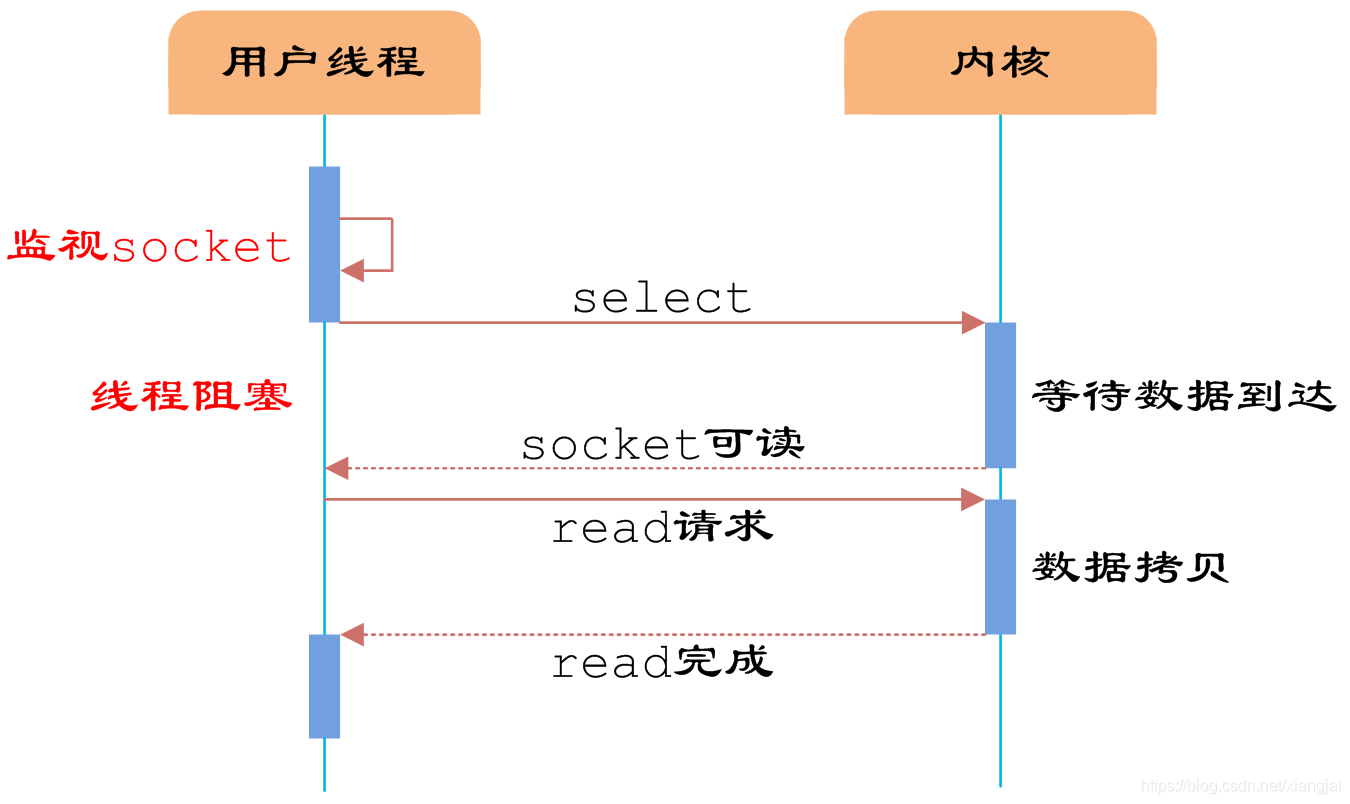 用户线程
内核
监视socket
select
线程阻塞
等待数据到达
socket可读
read请求
数据拷贝
read完成
https://blog.csdn.net/xiangjai